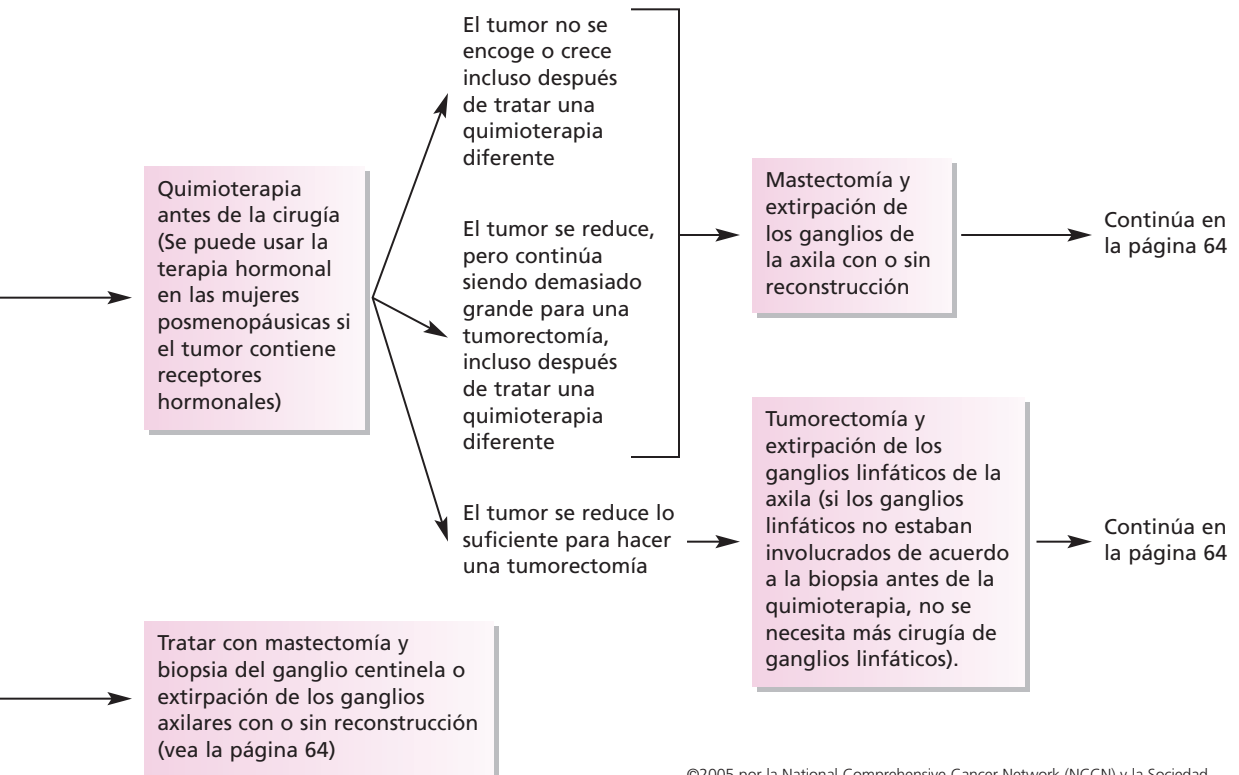 El tumor no se
encoge o crece
incluso después
de tratar una
quimioterapia
diferente
Quimioterapia
antes de la cirugía
(Se puede usar la
terapia hormonal
en las mujeres
posmenopáusicas si
el tumor contiene
receptores
hormonales)
El tumor se reduce,
pero continúa
siendo demasiado
grande para una
tumorectomía,
incluso después
de tratar una
quimioterapia
diferente
Mastectomía y
extirpación de
los ganglios de
la axila con o sin
reconstrucción
Continúa en
la página 64
El tumor se reduce lo
suficiente para hacer
una tumorectomía
Tumorectomía y
extirpación de los
ganglios linfáticos de la
axila (si los ganglios
linfáticos no estaban
involucrados de acuerdo
a la biopsia antes de la
quimioterapia, no se
necesita más cirugía de
ganglios linfáticos).
Continúa en
la página 64
Tratar con mastectomía y
biopsia del ganglio centinela o
extirpación de los ganglios
axilares con o sin reconstrucción
(vea la página 64)
©2005 por la National Comprehensive Cancer Network (NCCN) y la Sociedad